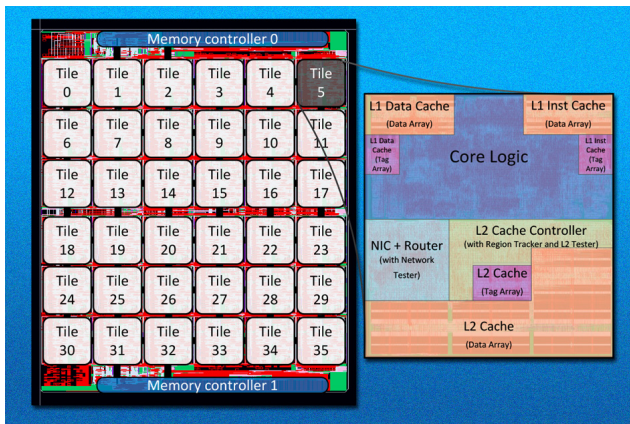 Memory controller 0
Tile 0
Tile 1
Tile 2
Tile 3
Tile 4
Tile 5
Tile 6
Tile 7
Tile 8
Tile 9
Tile 10
Tile 11
Tile 12
Tile 13
Tile 14
Tile 15
Tile 16
Tile 17
Tile 18
Tile 19
Tile 20
Tile 21
Tile 22
Tile 23
Tile 24
Tile 25
Tile 26
Tile 27
Tile 28
Tile 29
Tile 30
Tile 31
Tile 32
Tile 33
Tile 34
Tile 35
Memory controller 1
L1 Data Cache
(Data Array)
L1 Inst Cache
(Data Array)
L1 Data
Cache
(Tag
Array)
Core Logic
L1 Inst
Cache
(Tag
Array)
NIC + Router
(with Network
Tester)
L2 Cache Controller
(with Region Tracker and L2 Tester)
L2 Cache
(Tag Array)
L2 Cache
(Data Array)